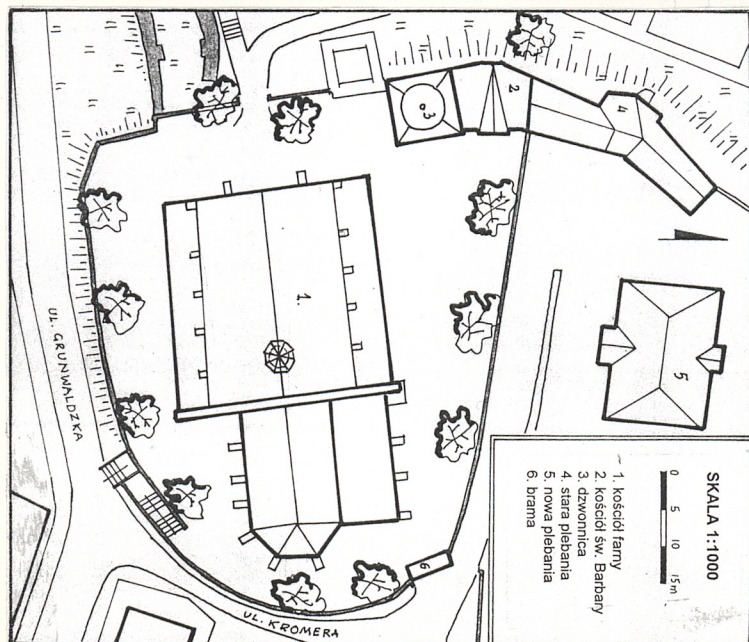 SKALA 1:1000
0 5 10 15m
1. kościół farny
2. kościół św. Barbary
3. dzwonnica
4. stara plebania
5. nowa plebania
6. brama
1.
2
3
4
5
6
UL. GRUNWALDZKA
UL. KROMERA